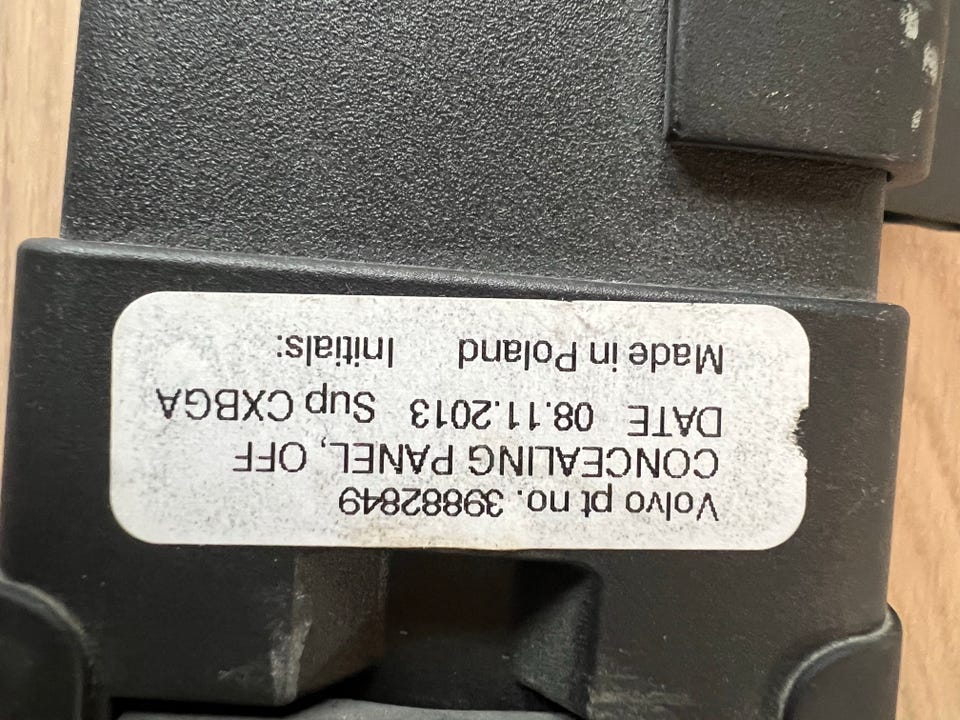 Volvo pt no. 39882849
CONCEALING PANEL, OFF
DATE 08.11.2013 Sup CXBGA
Made in Poland Initials: